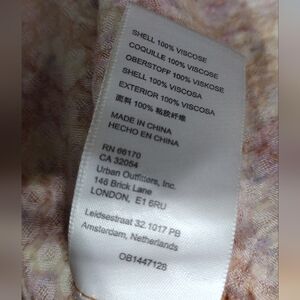 SHELL 100% VISCOSE
COQUILLE 100% VISCOSE
OBERSTOFF 100% VISKOSE
SHELL 100% VISCOSA
EXTERIOR 100% VISCOSA
面料 100% 粘胶纤维
MADE IN CHINA
HECHO EN CHINA
RN 66170
CA 32054
Urban Outfitters, Inc.
146 Brick Lane
LONDON, E1 6RU
Leidsestraat 32 1017 PB
Amsterdam, Netherlands
OB1447128